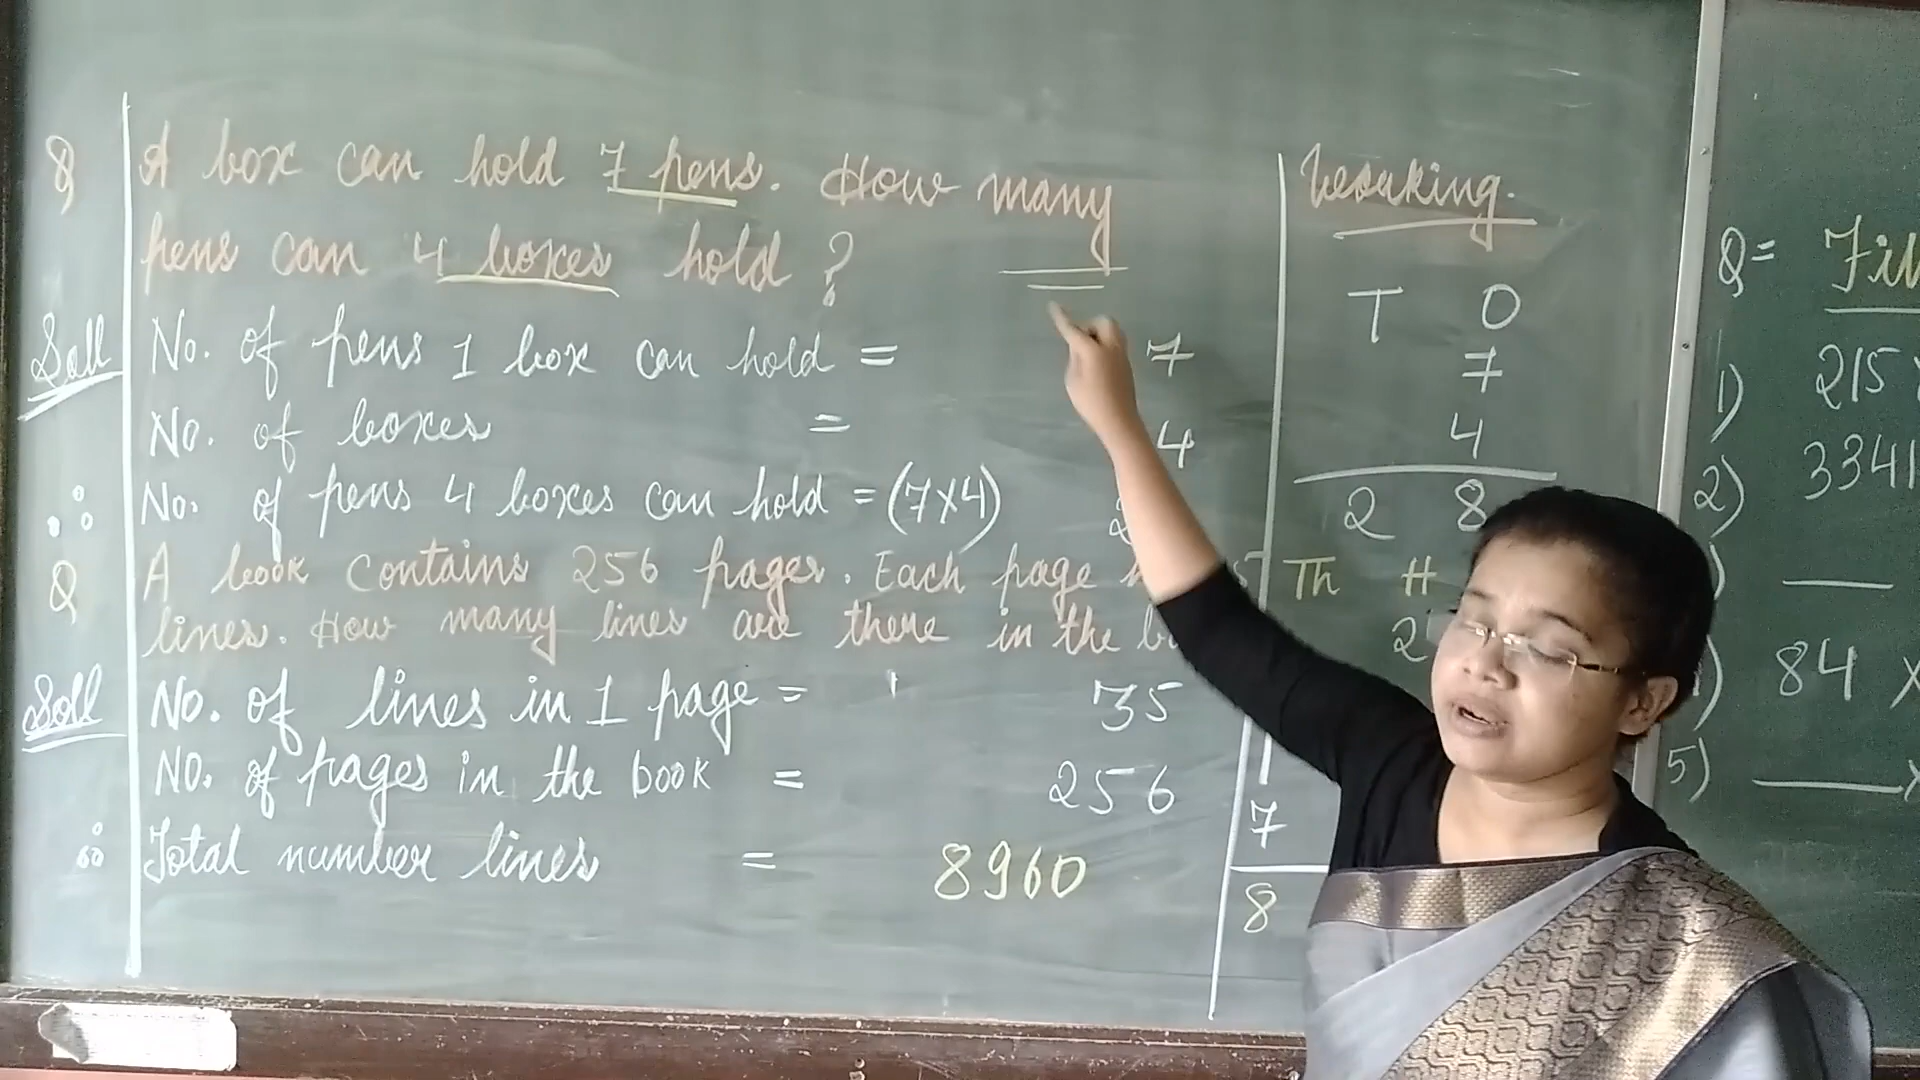 Q A box can hold 7 pens. How many
pens can 4 boxes hold?
Soll No. of pens 1 box can hold = 7
No. of boxes = 4
∴ No. of pens 4 boxes can hold = (7x4) 2
Q A book contains 256 pages. Each page
lines. How many lines are there in the
Soll No. of lines in 1 page = 35
NO. of pages in the book = 256
∴ Total number lines = 8960
Working.
T O
7
4
2 8
Th H
2
7
8
Q=
1) 215
2) 3341
84 x
5)